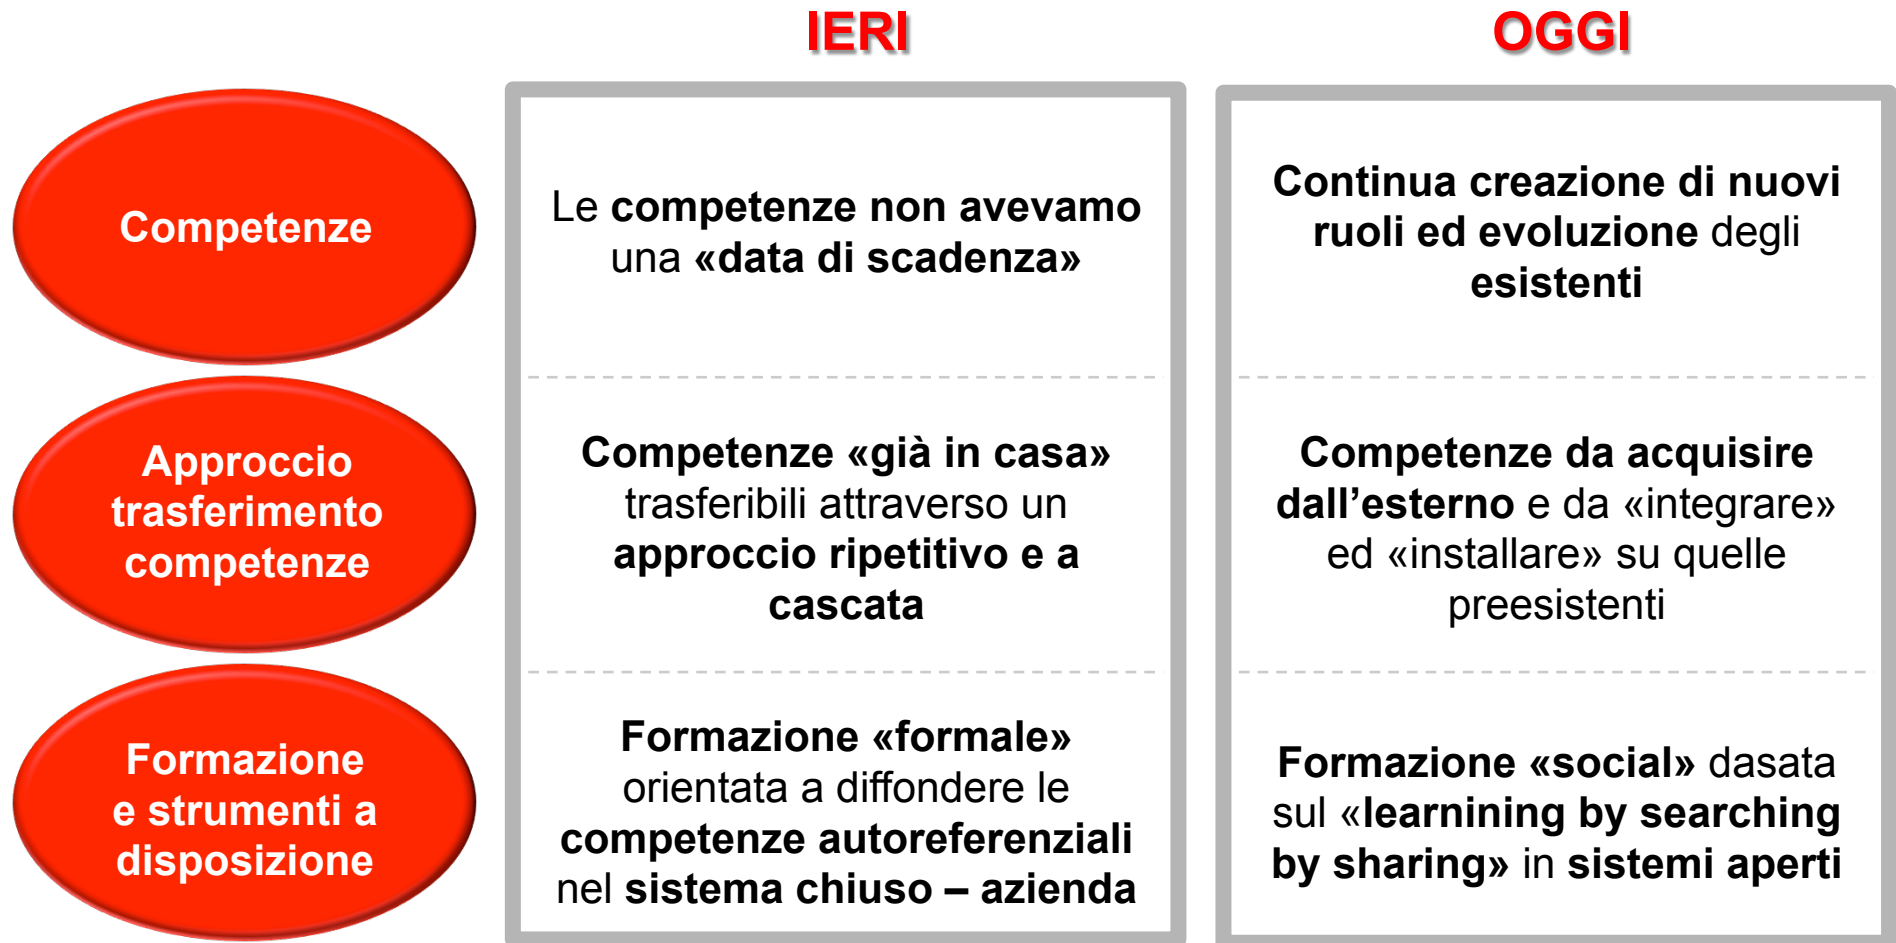 IERI
OGGI
Competenze
Le competenze non avevamo
una «data di scadenza»
Continua creazione di nuovi
ruoli ed evoluzione degli
esistenti
Approccio
trasferimento
competenze
Competenze «già in casa»
trasferibili attraverso un
approccio ripetitivo e a
cascata
Competenze da acquisire
dall’esterno e da «integrare»
ed «installare» su quelle
preesistenti
Formazione
e strumenti a
disposizione
Formazione «formale»
orientata a diffondere le
competenze autoreferenziali
nel sistema chiuso – azienda
Formazione «social» dasata
sul «learnining by searching
by sharing» in sistemi aperti